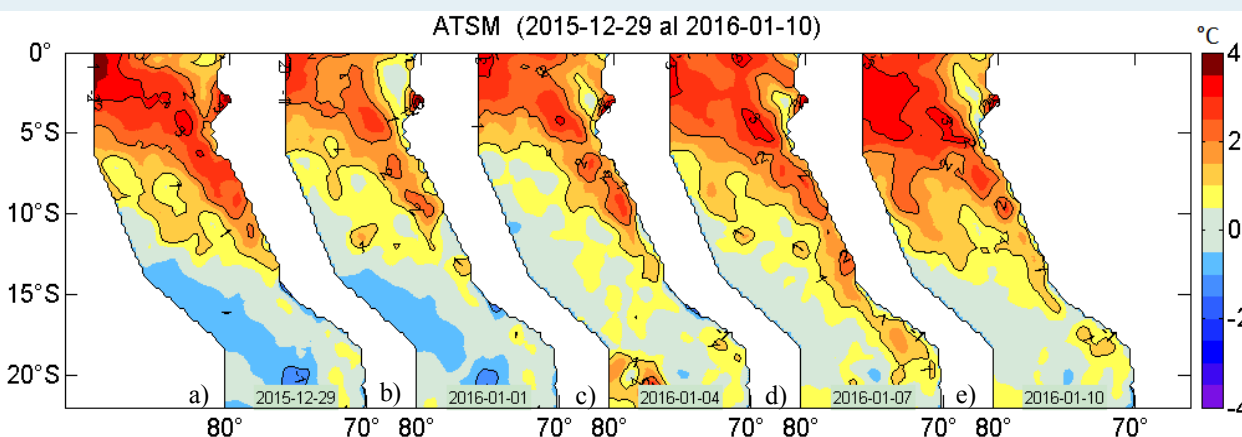 ATSM (2015-12-29 al 2016-01-10)
°C
0°
5°S
10°S
15°S
20°S
4
2
0
-2
-4
a) 2015-12-29
b) 2016-01-01
c) 2016-01-04
d) 2016-01-07
e) 2016-01-10
80° 70° 80° 70° 80° 70° 80° 70° 80° 70°